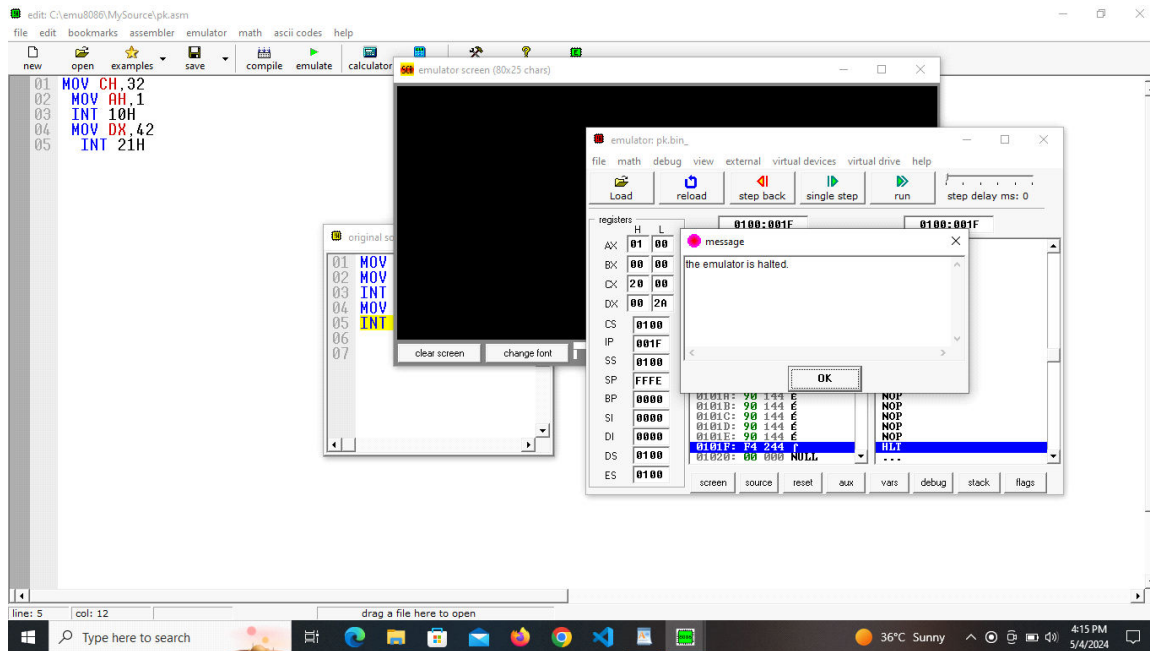 edit: C:\emu8086\MySource\pk.asm
file edit bookmarks assembler emulator math ascii codes help
new open examples save compile emulate calculator
01 MOV CH,32
02 MOV AH,1
03 INT 10H
04 MOV DX,42
05 INT 21H
emulator screen (80x25 chars)
clear screen change font
original so
01 MOV
02 MOV
03 INT
04 MOV
05 INT
06
07
emulator: pk.bin_
file math debug view external virtual devices virtual drive help
Load reload step back single step run step delay ms: 0
registers
H L
0100:001F 0100:001F
AX 01 00
BX 00 00
CX 20 00
DX 00 2A
CS 0100
IP 001F
SS 0100
SP FFFE
BP 0000
SI 0000
DI 0000
DS 0100
ES 0100
message
the emulator is halted.
OK
0101A: 90 144 É NOP
0101B: 90 144 É NOP
0101C: 90 144 É NOP
0101D: 90 144 É NOP
0101E: 90 144 É NOP
0101F: F4 244 ⌠ HLT
01020: 00 000 NULL ...
screen source reset aux vars debug stack flags
line: 5 col: 12 drag a file here to open
Type here to search 36°C Sunny 4:15 PM
5/4/2024